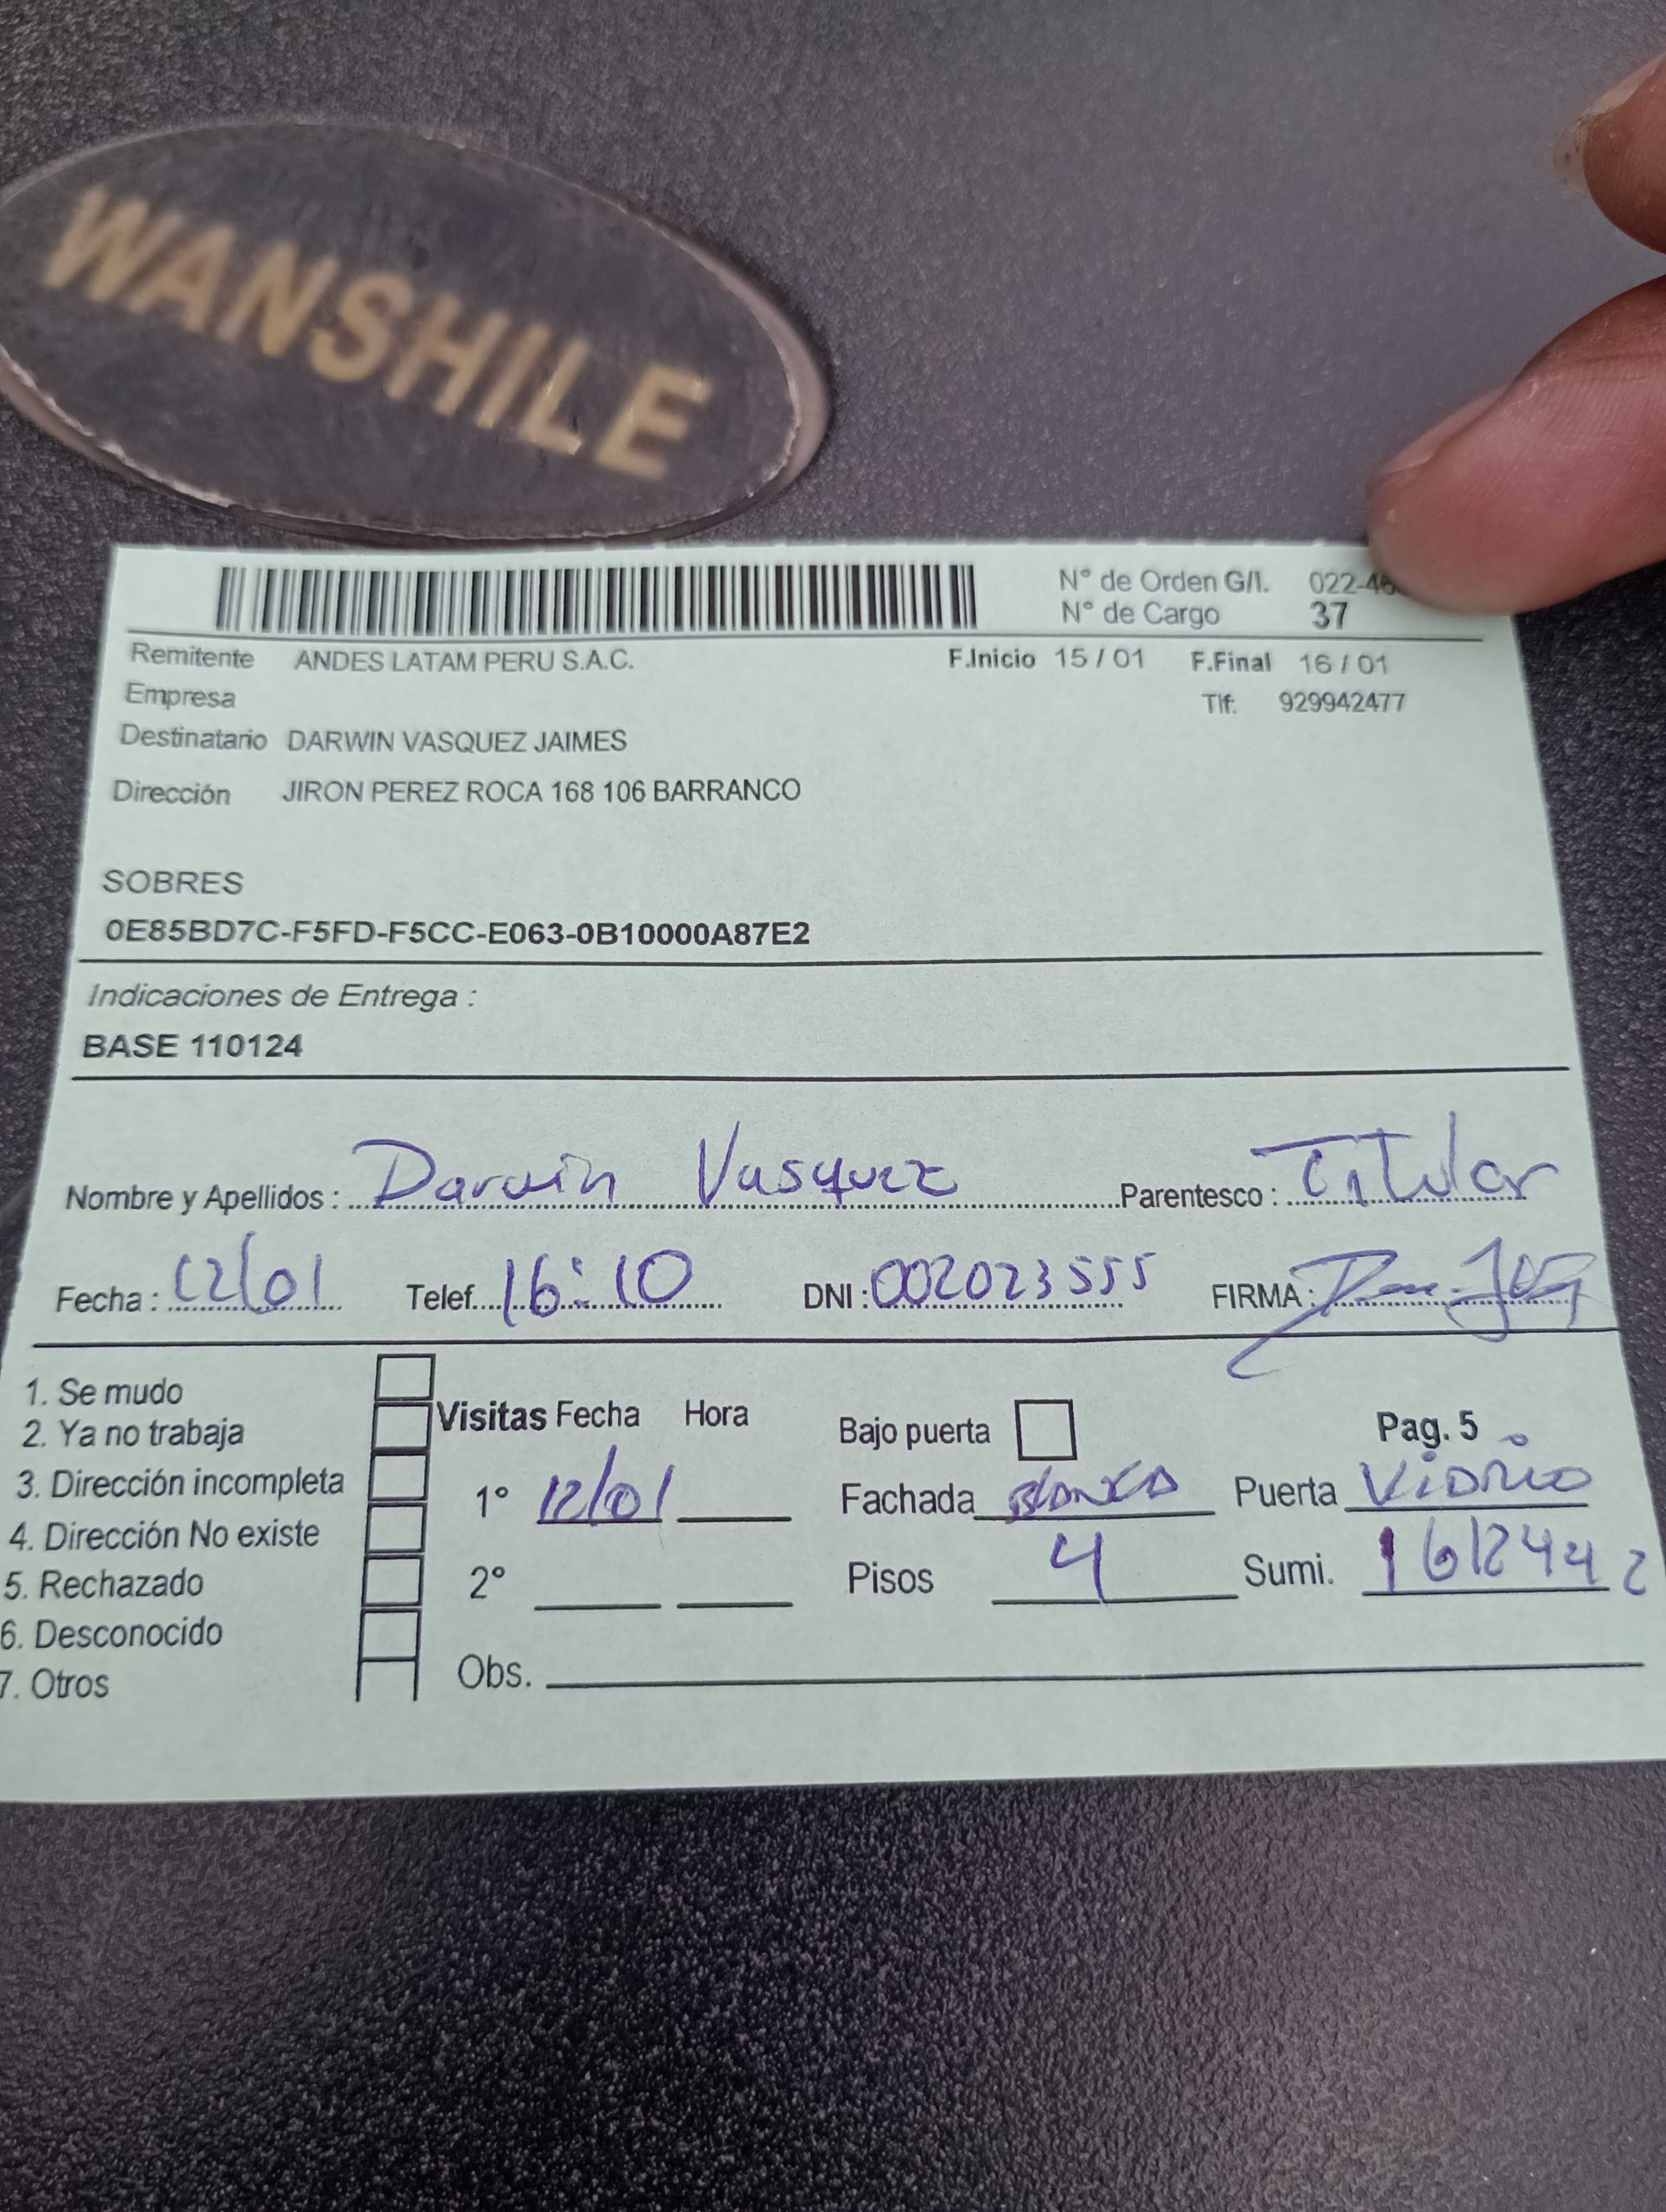 WANSHILE
N° de Orden G/I.
N° de Cargo 37
Remitente ANDES LATAM PERU S.A.C. F.Inicio 15 / 01 F.Final 16 / 01
Empresa Tlf: 929942477
Destinatario DARWIN VASQUEZ JAIMES
Dirección JIRON PEREZ ROCA 168 106 BARRANCO
SOBRES
0E85BD7C-F5FD-F5CC-E063-0B10000A87E2
Indicaciones de Entrega :
BASE 110124
Nombre y Apellidos : Darwin Vasquez Parentesco : Titular
Fecha : 12/01 Telef. 16:10 DNI : 002023555 FIRMA :
1. Se mudo
2. Ya no trabaja
3. Dirección incompleta
4. Dirección No existe
5. Rechazado
6. Desconocido
7. Otros
Visitas Fecha Hora
1° 12/01
2°
Obs.
Bajo puerta Pag. 5
Fachada Blanca Puerta Vidrio
Pisos 4 Sumi. 1612442